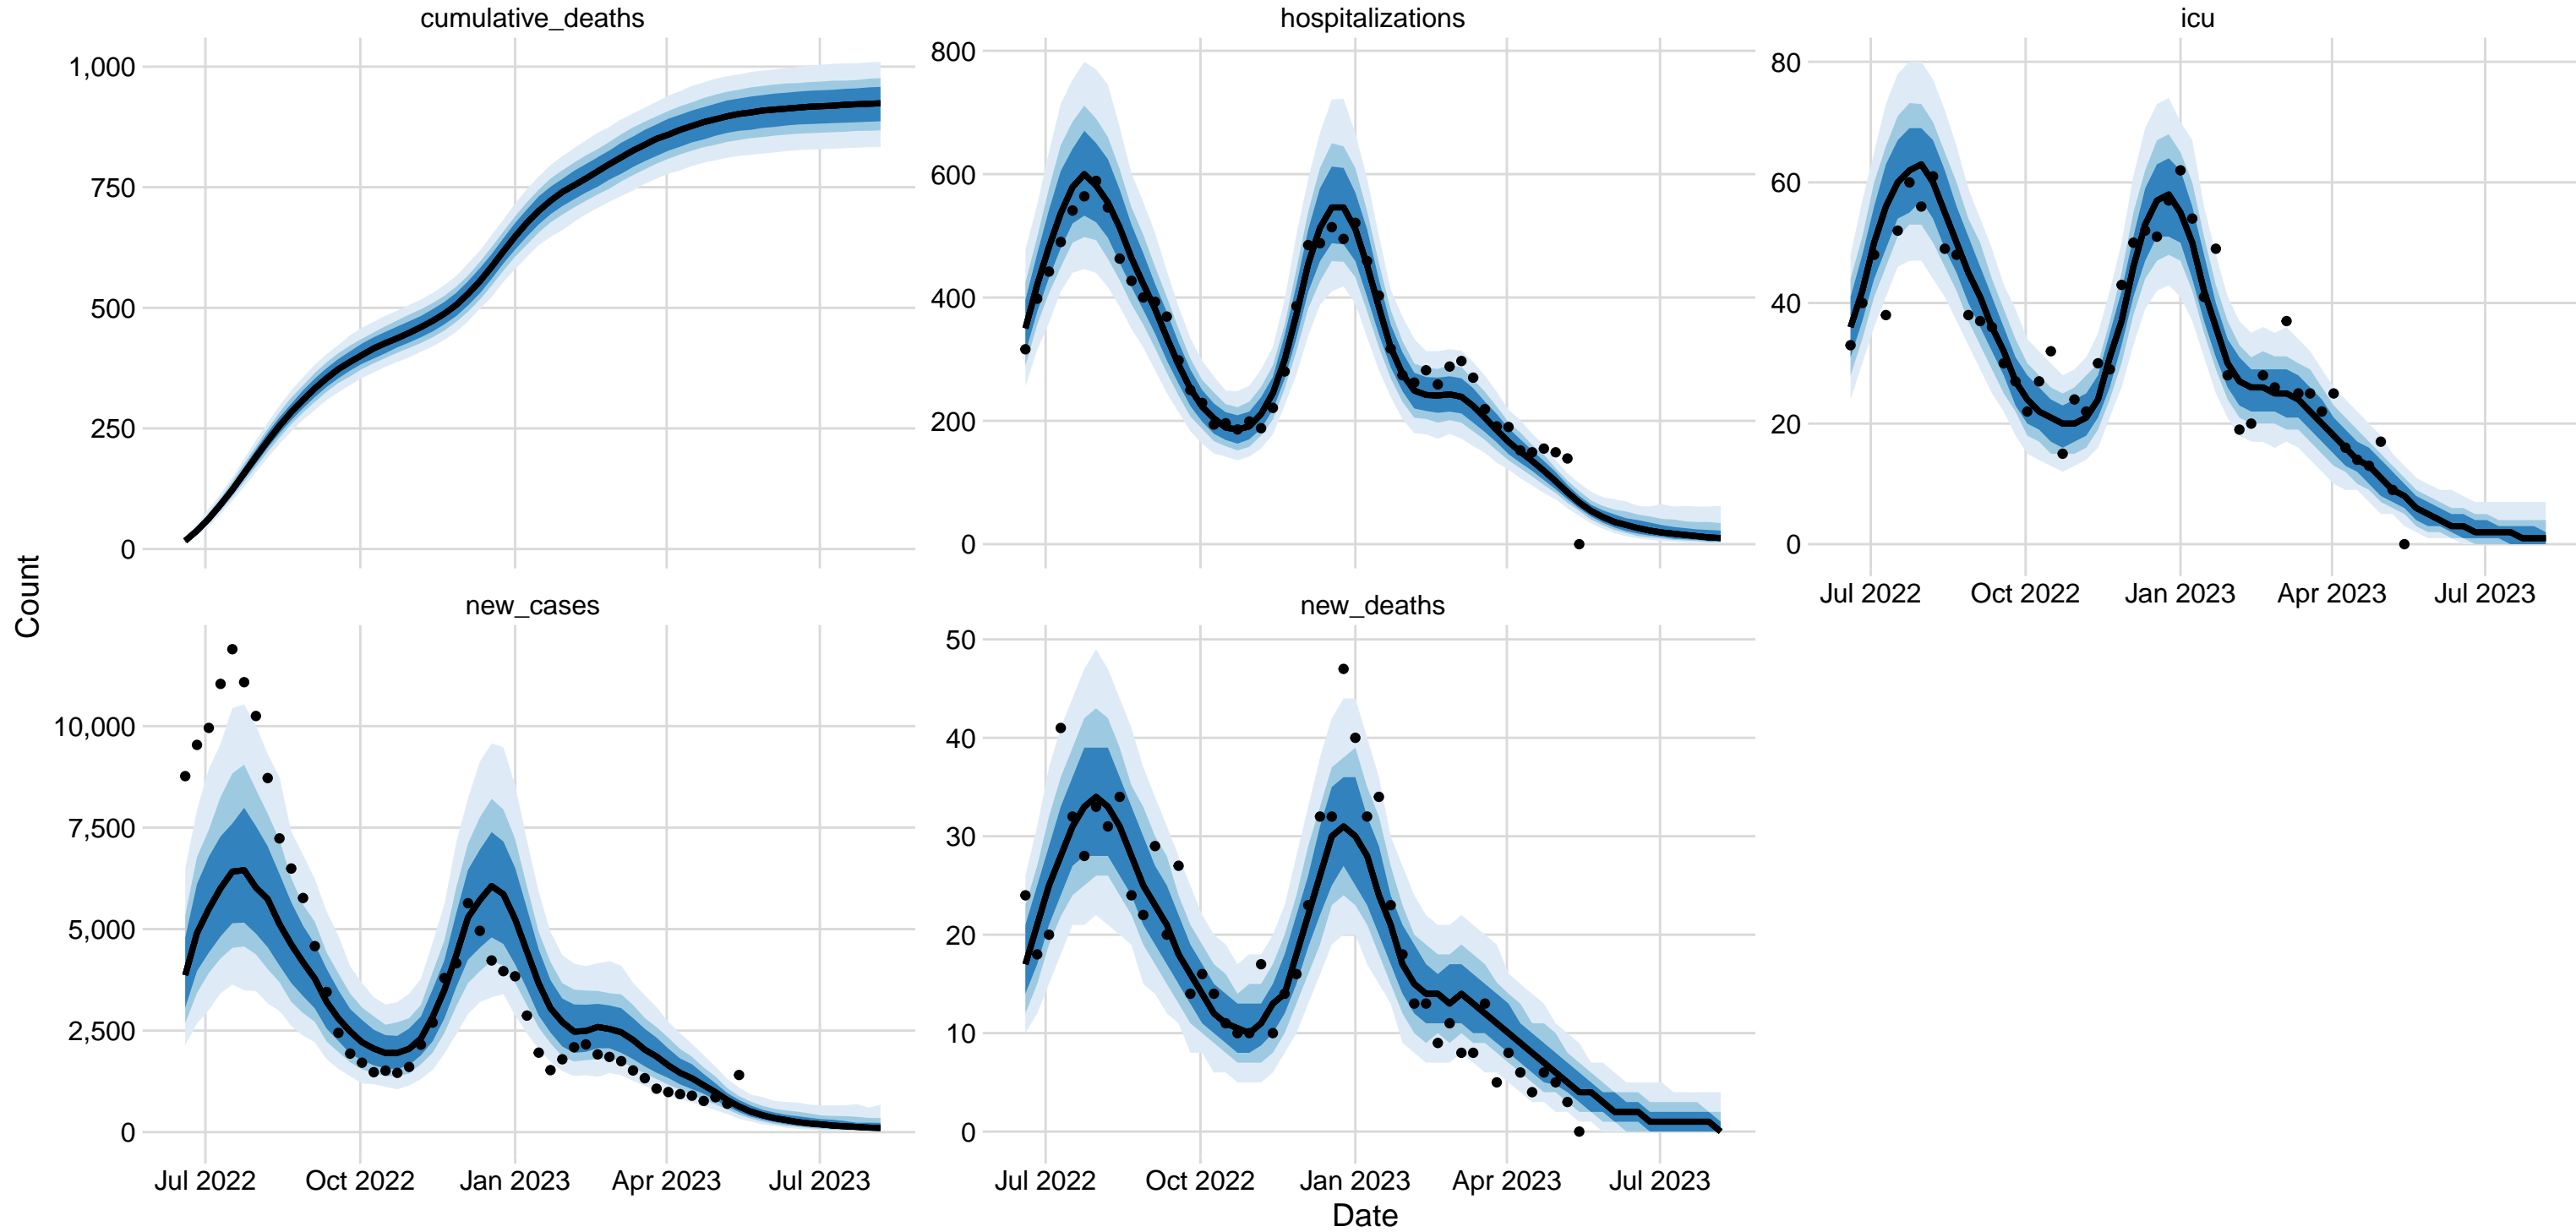 cumulative_deaths
hospitalizations
icu
1,000
750
500
250
0
800
600
400
200
0
80
60
40
20
0
Jul 2022 Oct 2022 Jan 2023 Apr 2023 Jul 2023
Count
new_cases
new_deaths
10,000
7,500
5,000
2,500
0
50
40
30
20
10
0
Jul 2022 Oct 2022 Jan 2023 Apr 2023 Jul 2023
Jul 2022 Oct 2022 Jan 2023 Apr 2023 Jul 2023
Date